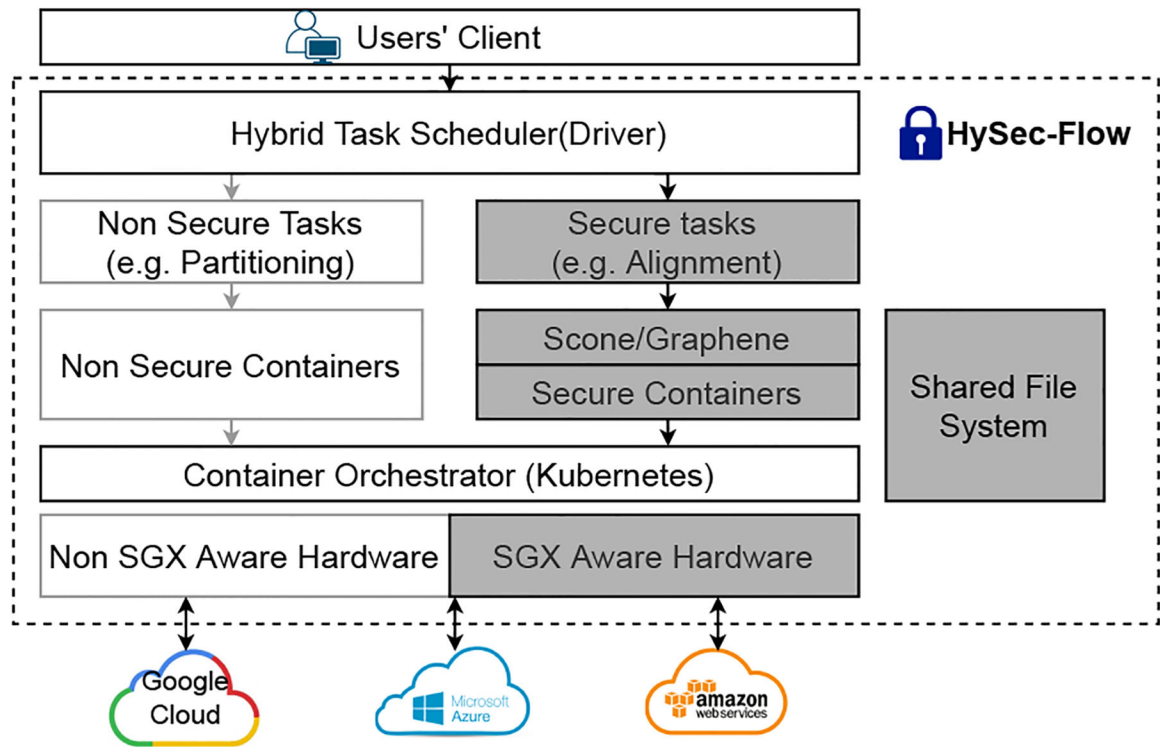 Users' Client
Hybrid Task Scheduler(Driver)
HySec-Flow
Non Secure Tasks
(e.g. Partitioning)
Secure tasks
(e.g. Alignment)
Non Secure Containers
Scone/Graphene
Secure Containers
Shared File
System
Container Orchestrator (Kubernetes)
Non SGX Aware Hardware
SGX Aware Hardware
Google
Cloud
Microsoft
Azure
amazon
webservices